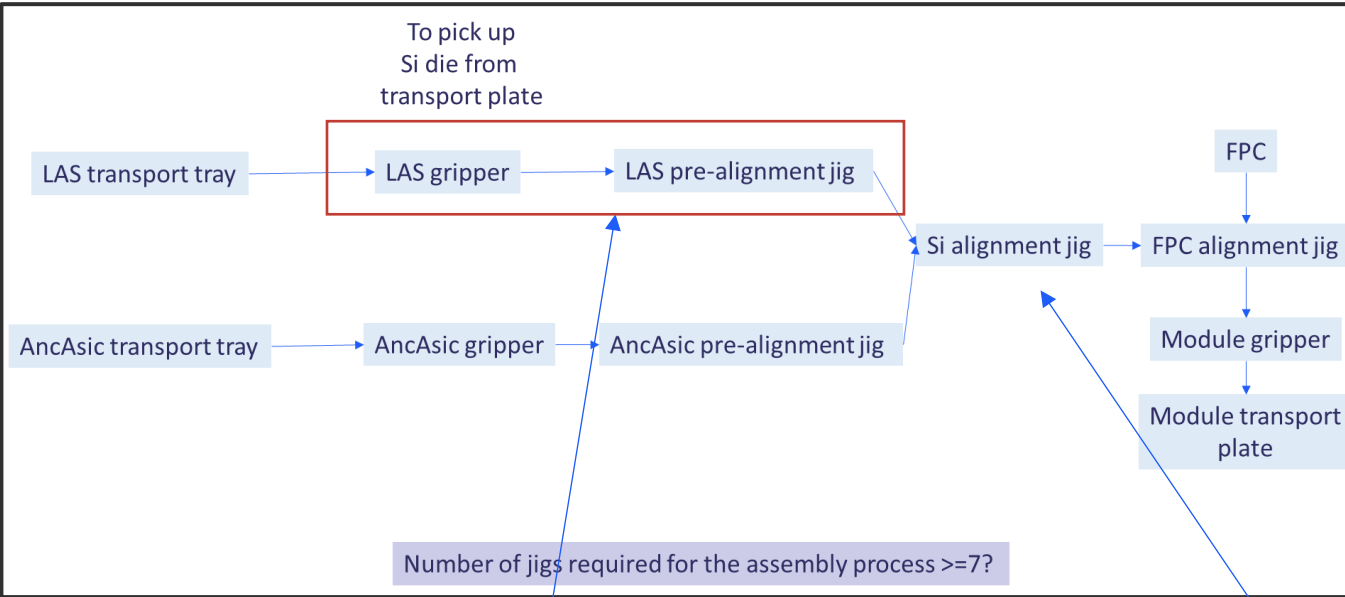 To pick up
Si die from
transport plate
LAS transport tray
LAS gripper
LAS pre-alignment jig
FPC
Si alignment jig
FPC alignment jig
AncAsic transport tray
AncAsic gripper
AncAsic pre-alignment jig
Module gripper
Module transport
plate
Number of jigs required for the assembly process >=7?